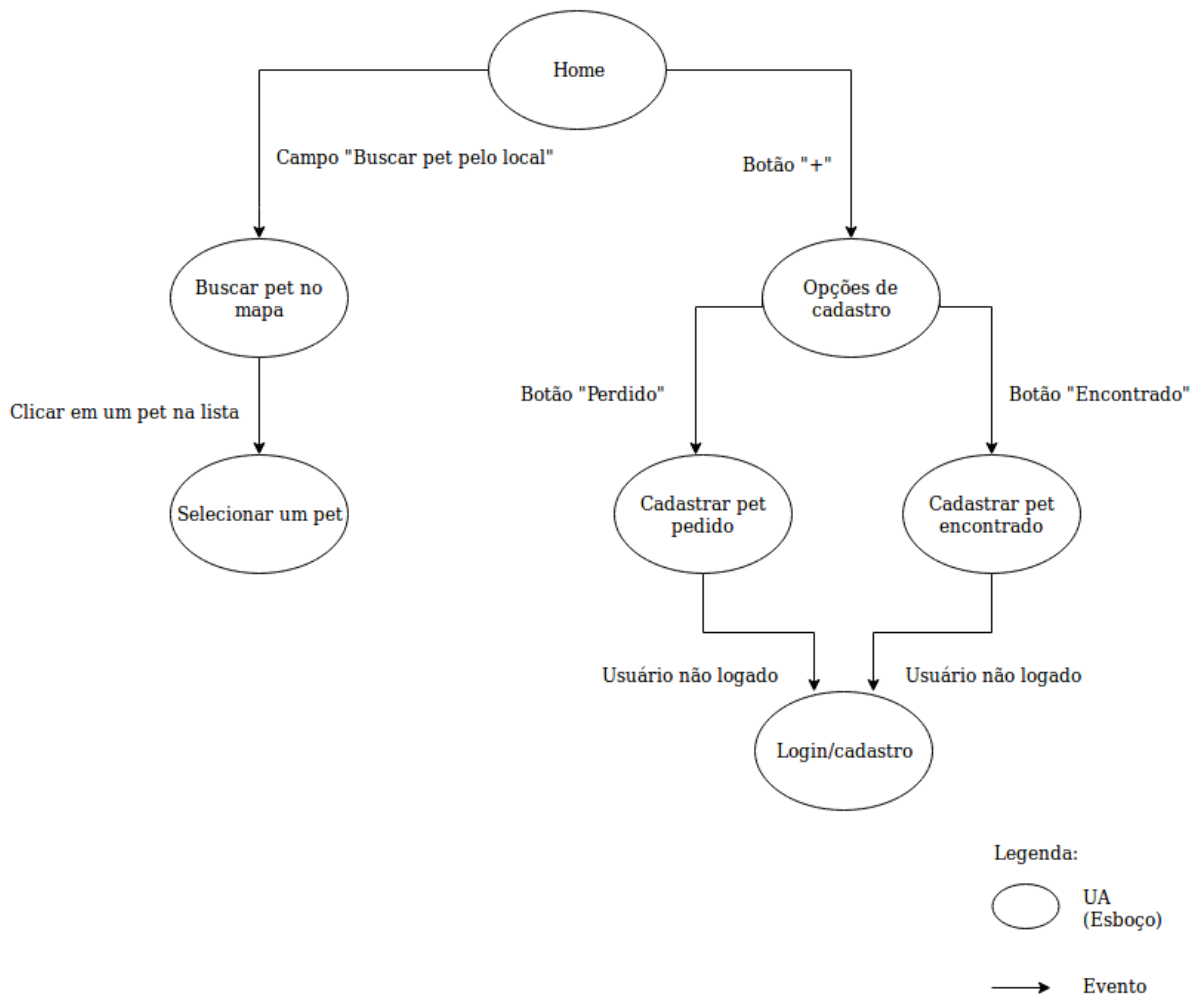 Home
Campo "Buscar pet pelo local"
Botão "+"
Buscar pet no
mapa
Opções de
cadastro
Clicar em um pet na lista
Botão "Perdido"
Botão "Encontrado"
Selecionar um pet
Cadastrar pet
pedido
Cadastrar pet
encontrado
Usuário não logado
Usuário não logado
Login/cadastro
Legenda:
UA
(Esboço)
Evento